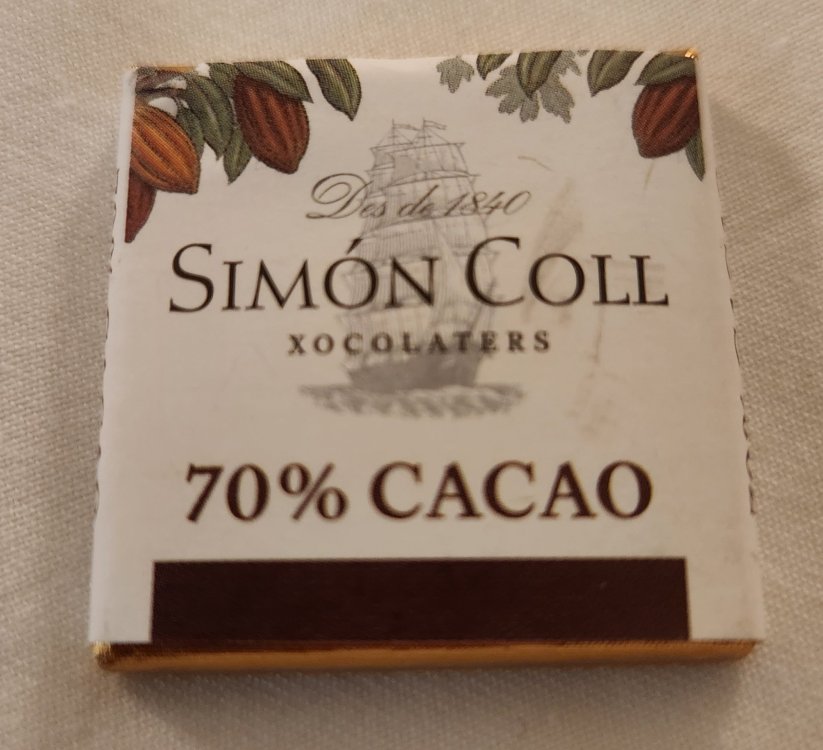 Des de 1840
SIMÓN COLL
XOCOLATERS
70% CACAO